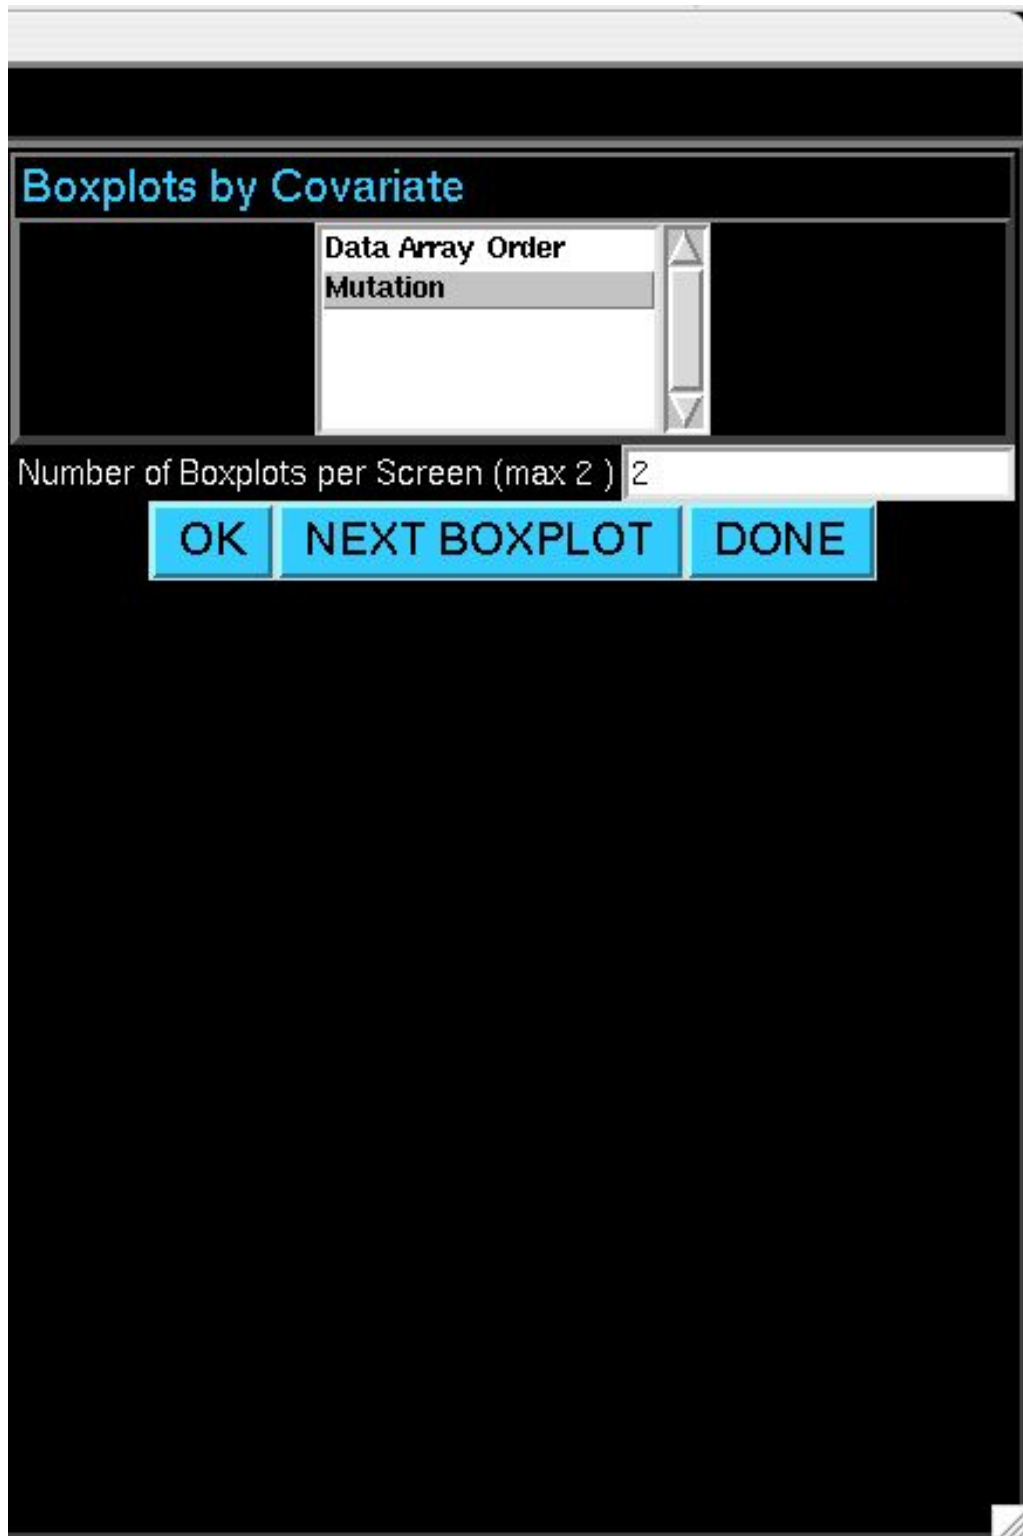 Boxplots by Covariate
Data Array Order
Mutation
Number of Boxplots per Screen (max 2 ) 2
OK NEXT BOXPLOT DONE